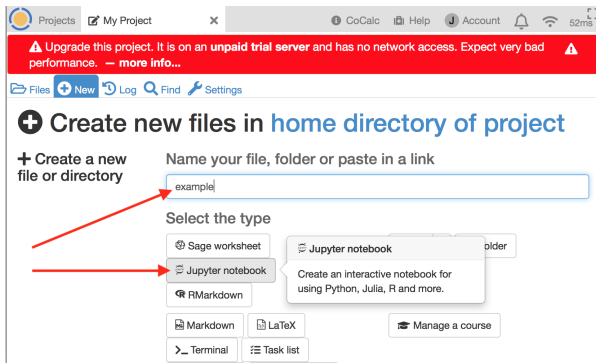 Projects My Project × CoCalc Help J Account 52ms
Upgrade this project. It is on an unpaid trial server and has no network access. Expect very bad
performance. — more info...
Files New Log Find Settings
Create new files in home directory of project
Create a new
file or directory
Name your file, folder or paste in a link
example
Select the type
Sage worksheet
Jupyter notebook
older
Jupyter notebook
Create an interactive notebook for
using Python, Julia, R and more.
RMarkdown
Markdown LaTeX Manage a course
Terminal Task list